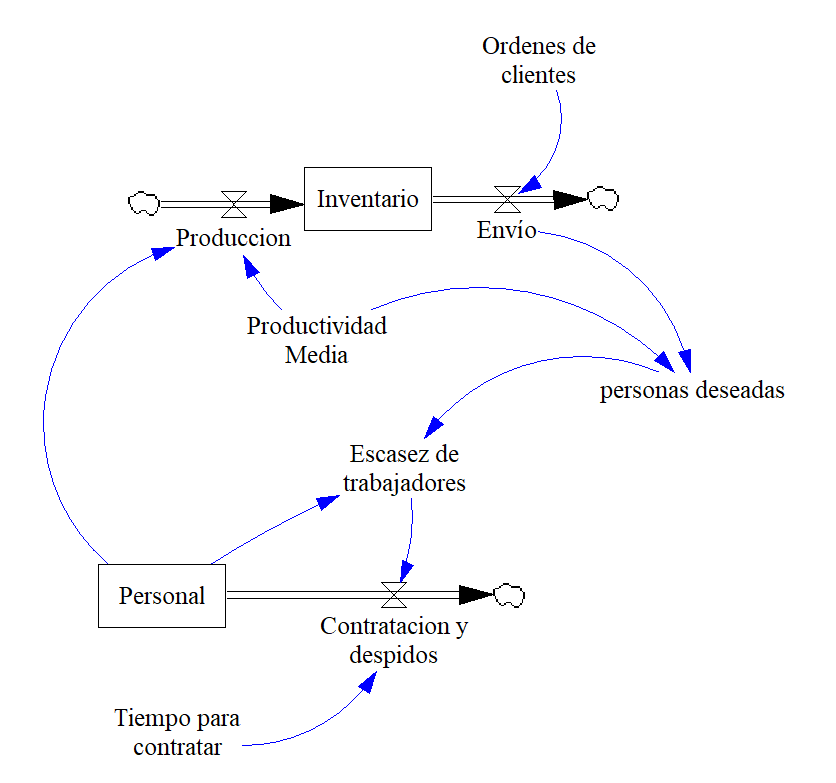 Ordenes de
clientes
Inventario
Produccion
Envío
Productividad
Media
personas deseadas
Escasez de
trabajadores
Personal
Contratacion y
despidos
Tiempo para
contratar